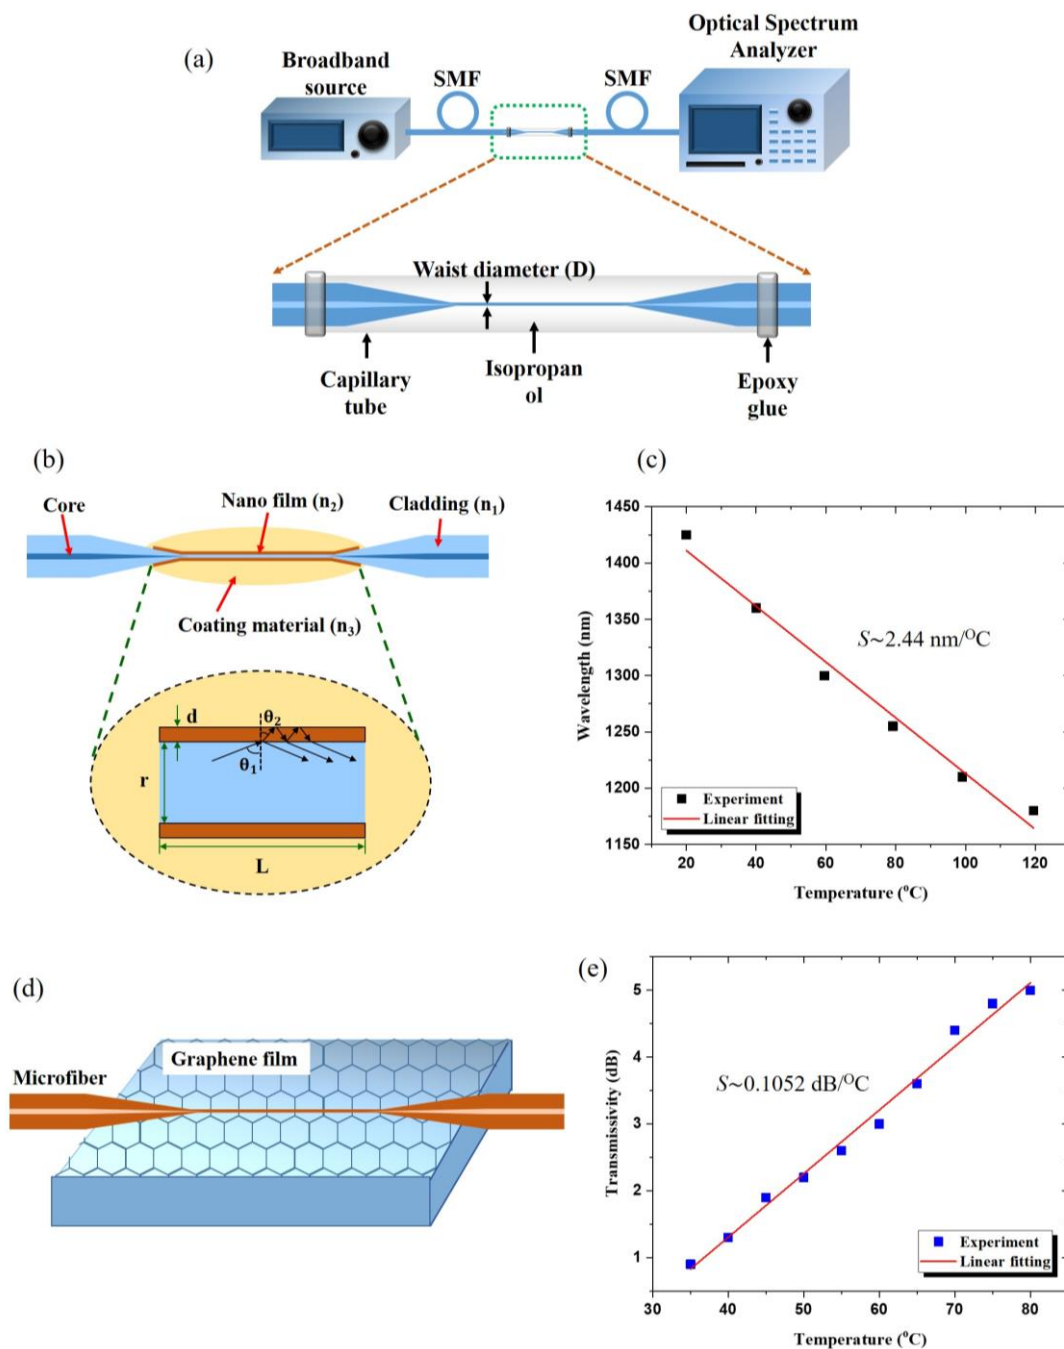 (a)
Broadband
source
SMF
SMF
Optical Spectrum
Analyzer
Waist diameter (D)
Capillary
tube
Isopropan
ol
Epoxy
glue
(b)
Core
Nano film (n₂)
Cladding (n₁)
Coating material (n₃)
d
θ₂
θ₁
r
L
(c)
1450
1400
1350
1300
1250
1200
1150
Wavelength (nm)
S~2.44 nm/ᴼC
Experiment
Linear fitting
20
40
60
80
100
120
Temperature (⁰C)
(d)
Graphene film
Microfiber
(e)
5
4
3
2
1
Transmissivity (dB)
S~0.1052 dB/ᴼC
Experiment
Linear fitting
30
40
50
60
70
80
Temperature (⁰C)